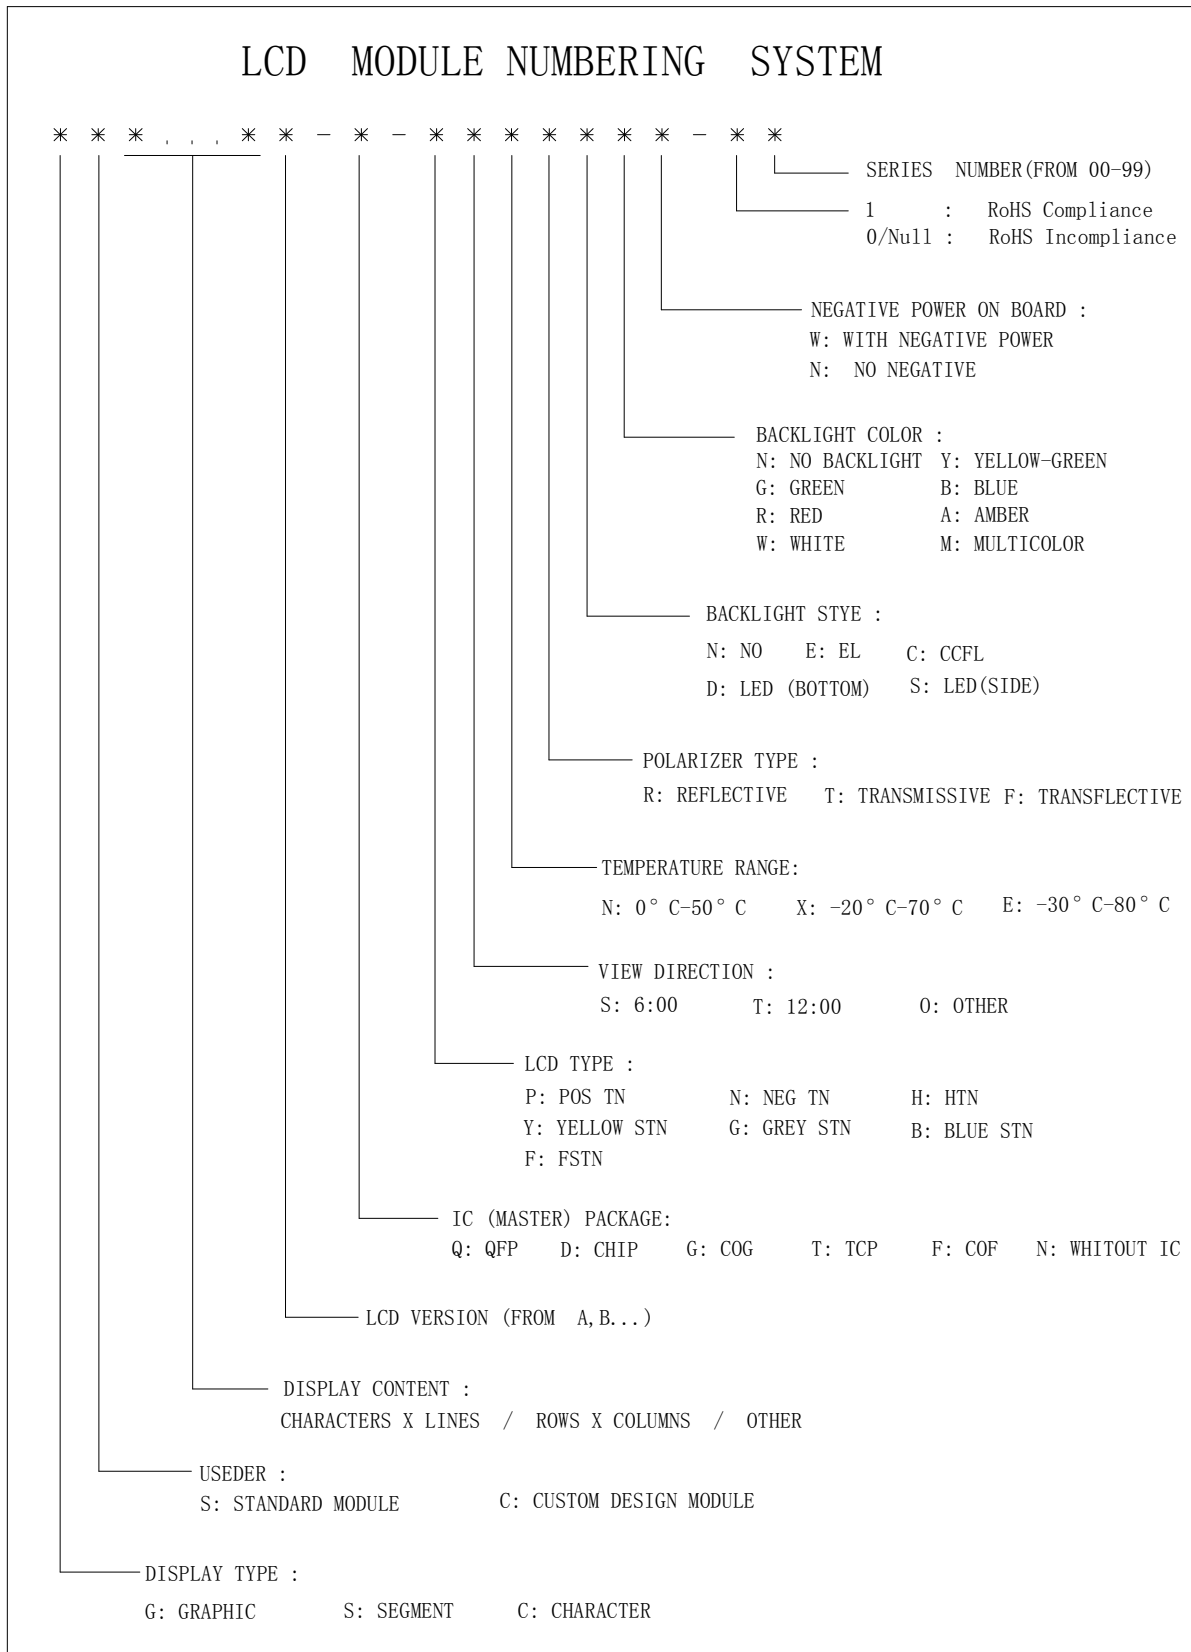 LCD MODULE NUMBERING SYSTEM
* * * . . . * * - * - * * * * * * * - * *
SERIES NUMBER(FROM 00-99)
1 : RoHS Compliance
0/Null : RoHS Incompliance
NEGATIVE POWER ON BOARD :
W: WITH NEGATIVE POWER
N: NO NEGATIVE
BACKLIGHT COLOR :
N: NO BACKLIGHT Y: YELLOW-GREEN
G: GREEN B: BLUE
R: RED A: AMBER
W: WHITE M: MULTICOLOR
BACKLIGHT STYE :
N: NO E: EL C: CCFL
D: LED (BOTTOM) S: LED(SIDE)
POLARIZER TYPE :
R: REFLECTIVE T: TRANSMISSIVE F: TRANSFLECTIVE
TEMPERATURE RANGE:
N: 0° C-50° C X: -20° C-70° C E: -30° C-80° C
VIEW DIRECTION :
S: 6:00 T: 12:00 O: OTHER
LCD TYPE :
P: POS TN N: NEG TN H: HTN
Y: YELLOW STN G: GREY STN B: BLUE STN
F: FSTN
IC (MASTER) PACKAGE:
Q: QFP D: CHIP G: COG T: TCP F: COF N: WHITOUT IC
LCD VERSION (FROM A,B...)
DISPLAY CONTENT :
CHARACTERS X LINES / ROWS X COLUMNS / OTHER
USEDER :
S: STANDARD MODULE C: CUSTOM DESIGN MODULE
DISPLAY TYPE :
G: GRAPHIC S: SEGMENT C: CHARACTER